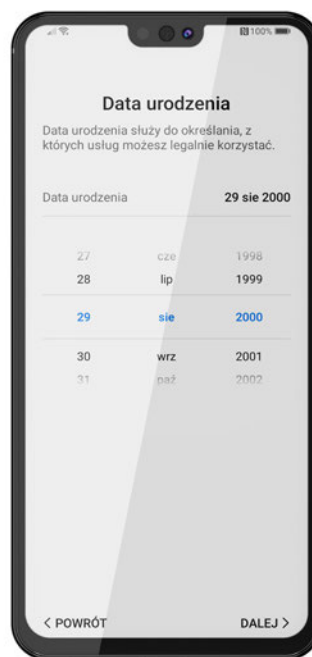 100%
Data urodzenia
Data urodzenia służy do określania, z
których usług możesz legalnie korzystać.
Data urodzenia 29 sie 2000
27 cze 1998
28 lip 1999
29 sie 2000
30 wrz 2001
31 paź 2002
< POWRÓT DALEJ >